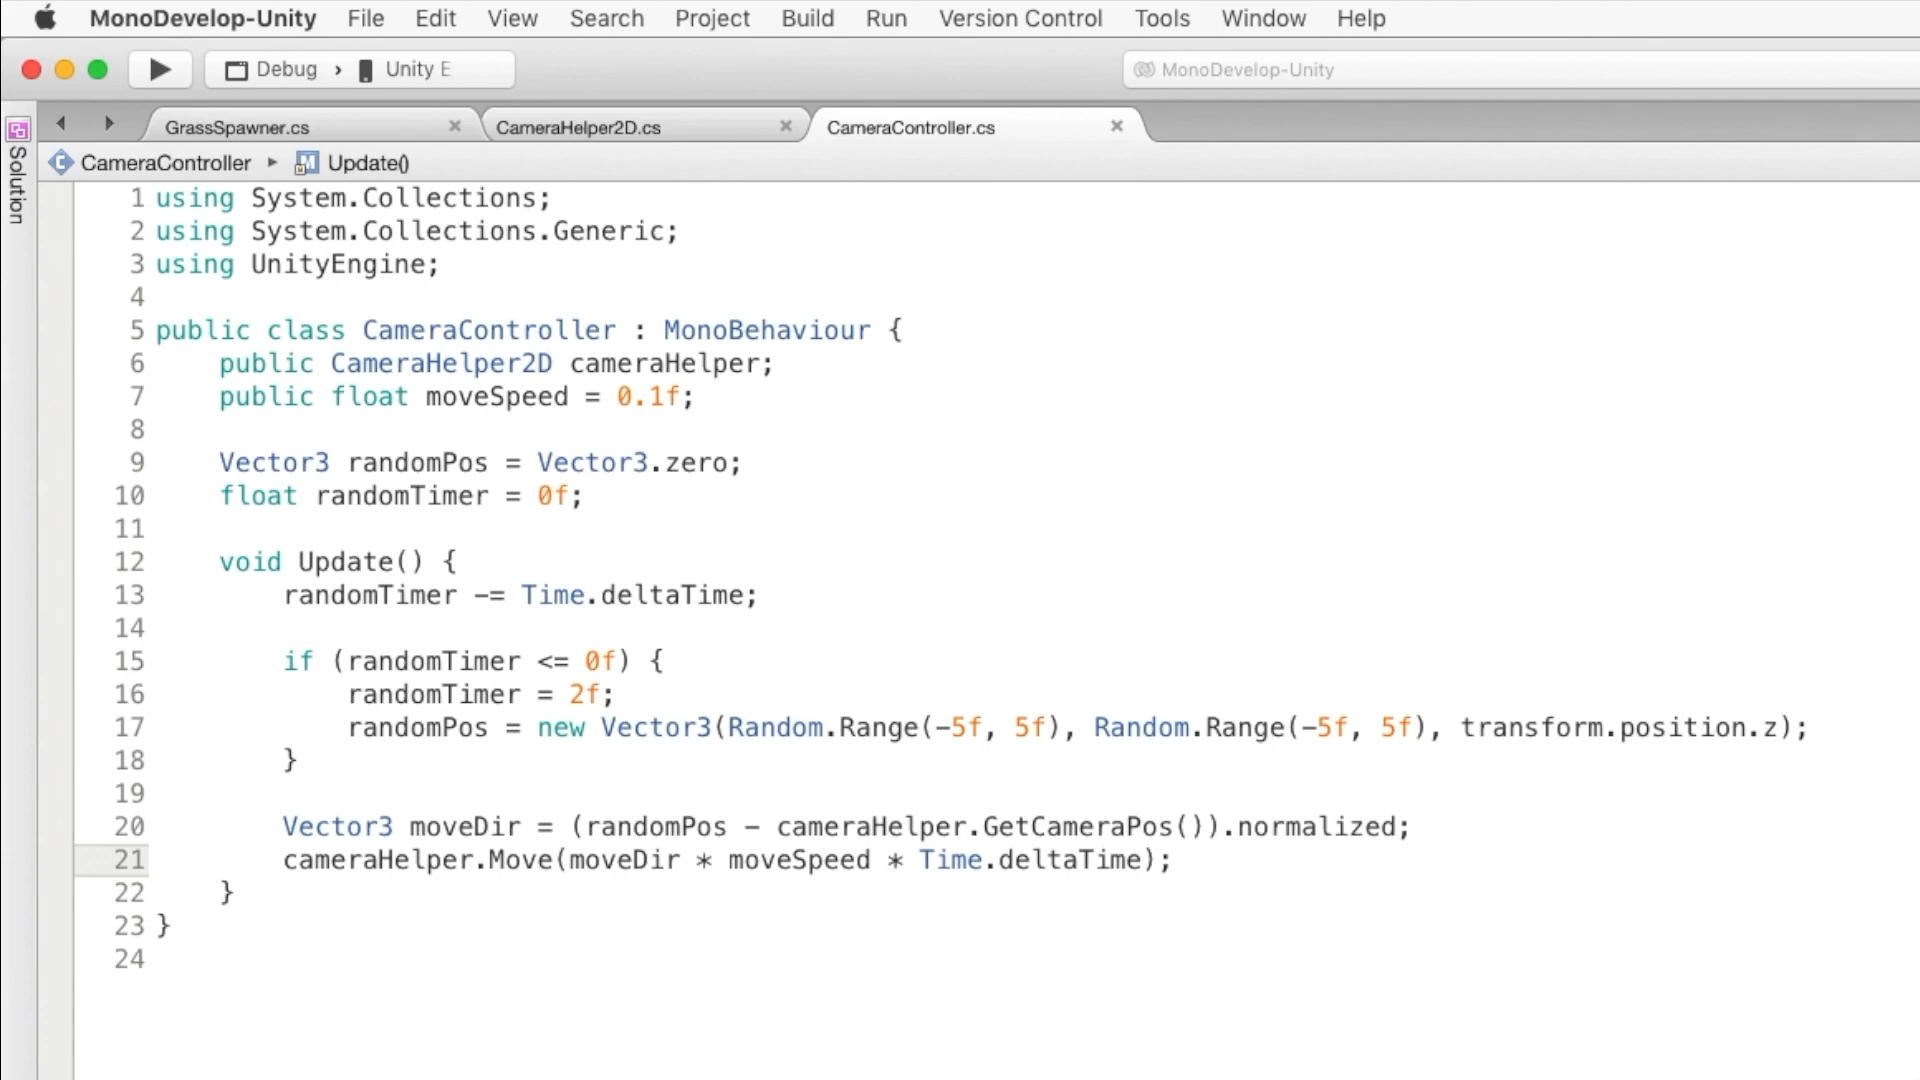 MonoDevelop-Unity File Edit View Search Project Build Run Version Control Tools Window Help
Debug › Unity E
MonoDevelop-Unity
GrassSpawner.cs
CameraHelper2D.cs
CameraController.cs
Solution
CameraController ▸ Update()
1 using System.Collections;
2 using System.Collections.Generic;
3 using UnityEngine;
4
5 public class CameraController : MonoBehaviour {
6     public CameraHelper2D cameraHelper;
7     public float moveSpeed = 0.1f;
8
9     Vector3 randomPos = Vector3.zero;
10     float randomTimer = 0f;
11
12     void Update() {
13         randomTimer -= Time.deltaTime;
14
15         if (randomTimer <= 0f) {
16             randomTimer = 2f;
17             randomPos = new Vector3(Random.Range(-5f, 5f), Random.Range(-5f, 5f), transform.position.z);
18         }
19
20         Vector3 moveDir = (randomPos - cameraHelper.GetCameraPos()).normalized;
21         cameraHelper.Move(moveDir * moveSpeed * Time.deltaTime);
22     }
23 }
24